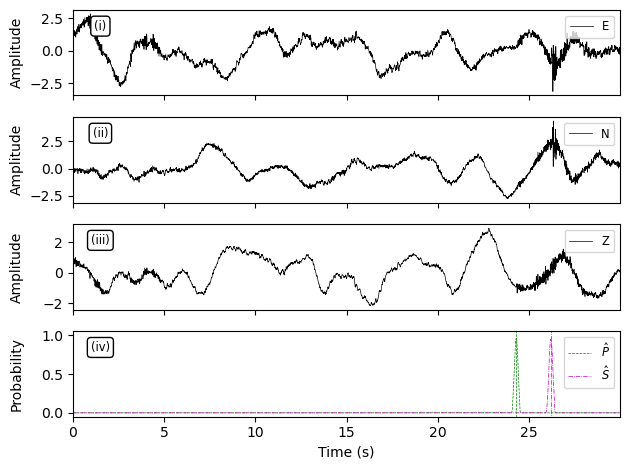 Amplitude
2.5
0.0
−2.5
(i)
E
Amplitude
2.5
0.0
−2.5
(ii)
N
Amplitude
2
0
−2
(iii)
Z
Probability
1.0
0.5
0.0
(iv)
P̂
Ŝ
0 5 10 15 20 25
Time (s)